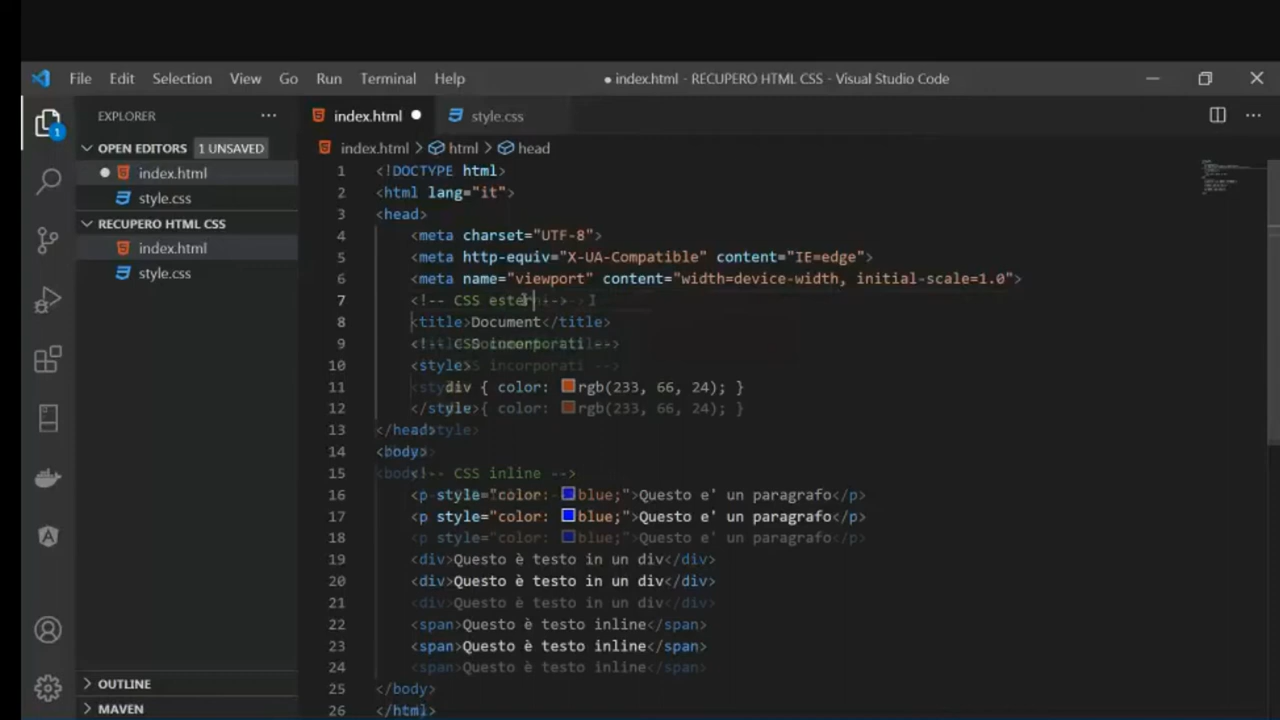 File Edit Selection View Go Run Terminal Help
● index.html - RECUPERO HTML CSS - Visual Studio Code
EXPLORER
OPEN EDITORS 1 UNSAVED
index.html
style.css
RECUPERO HTML CSS
index.html
style.css
OUTLINE
MAVEN
1
index.html style.css
index.html > html > head
1 <!DOCTYPE html>
2 <html lang="it">
3 <head>
4 <meta charset="UTF-8">
5 <meta http-equiv="X-UA-Compatible" content="IE=edge">
6 <meta name="viewport" content="width=device-width, initial-scale=1.0">
7 <!-- CSS ester -->
8 <title>Document</title>
9 <!-- CSS incorporati -->
10 <style>
11 div { color: rgb(233, 66, 24); }
12 </style> { color: rgb(233, 66, 24); }
13 </head>
14 <body>
15 <!-- CSS inline -->
16 <p style="color: blue;">Questo e' un paragrafo</p>
17 <p style="color: blue;">Questo e' un paragrafo</p>
18 <p style="color: blue;">Questo e' un paragrafo</p>
19 <div>Questo è testo in un div</div>
20 <div>Questo è testo in un div</div>
21 <div>Questo è testo in un div</div>
22 <span>Questo è testo inline</span>
23 <span>Questo è testo inline</span>
24 <span>Questo è testo inline</span>
25 </body>
26 </html>